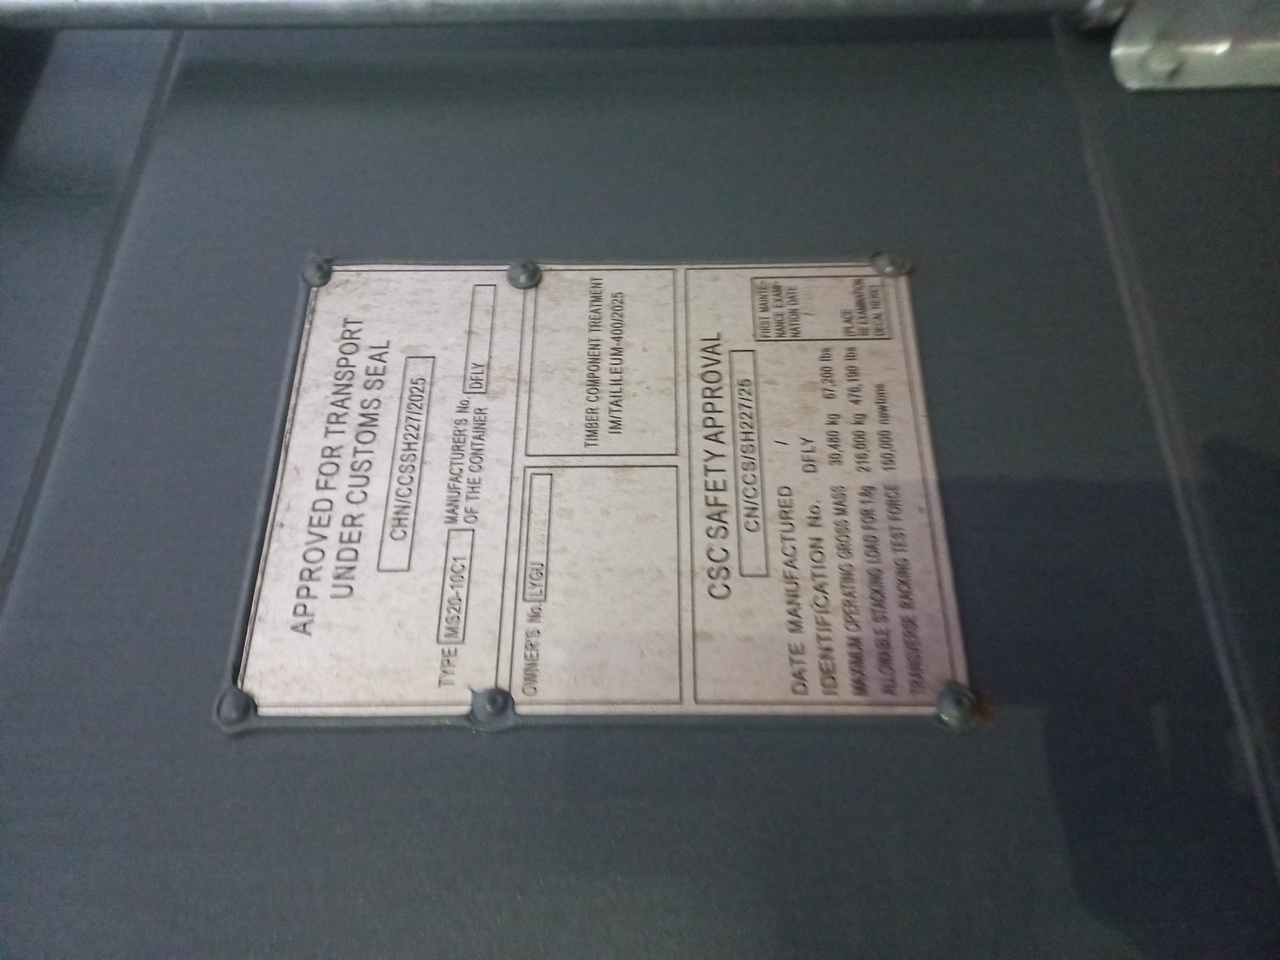 APPROVED FOR TRANSPORT
UNDER CUSTOMS SEAL
CHN/CCSSH227/2025
TYPE MS20-10C1 MANUFACTURER'S No. DFLY
OF THE CONTAINER
OWNER'S No. LYGU
TIMBER COMPONENT TREATMENT
IM/TAILILEUM-400/2025
CSC SAFETY APPROVAL
CN/CCS/SH227/25
DATE MANUFACTURED /
IDENTIFICATION No. DFLY
MAXIMUM OPERATING GROSS MASS 30,480 kg 67,200 lbs
ALLOWABLE STACKING LOAD FOR 1.8g 216,000 kg 476,190 lbs
TRANSVERSE RACKING TEST FORCE 150,000 newtons
FIRST MAINTE-
NANCE EXAMI-
NATION DATE
/
(PLACE
RE EXAMINATION
DECAL HERE)